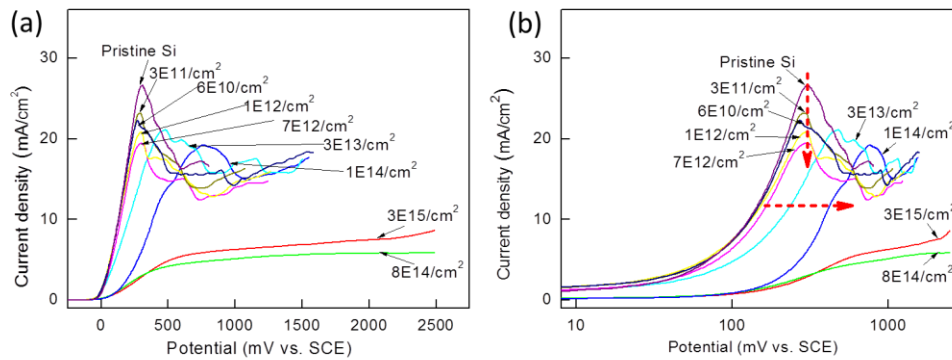 (a)
Current density (mA/cm²)
30
20
10
0
Pristine Si
3E11/cm²
6E10/cm²
1E12/cm²
7E12/cm²
3E13/cm²
1E14/cm²
3E15/cm²
8E14/cm²
0 500 1000 1500 2000 2500
Potential (mV vs. SCE)
(b)
Current density (mA/cm²)
30
20
10
0
Pristine Si
3E11/cm²
6E10/cm²
1E12/cm²
7E12/cm²
3E13/cm²
1E14/cm²
3E15/cm²
8E14/cm²
10 100 1000
Potential (mV vs. SCE)